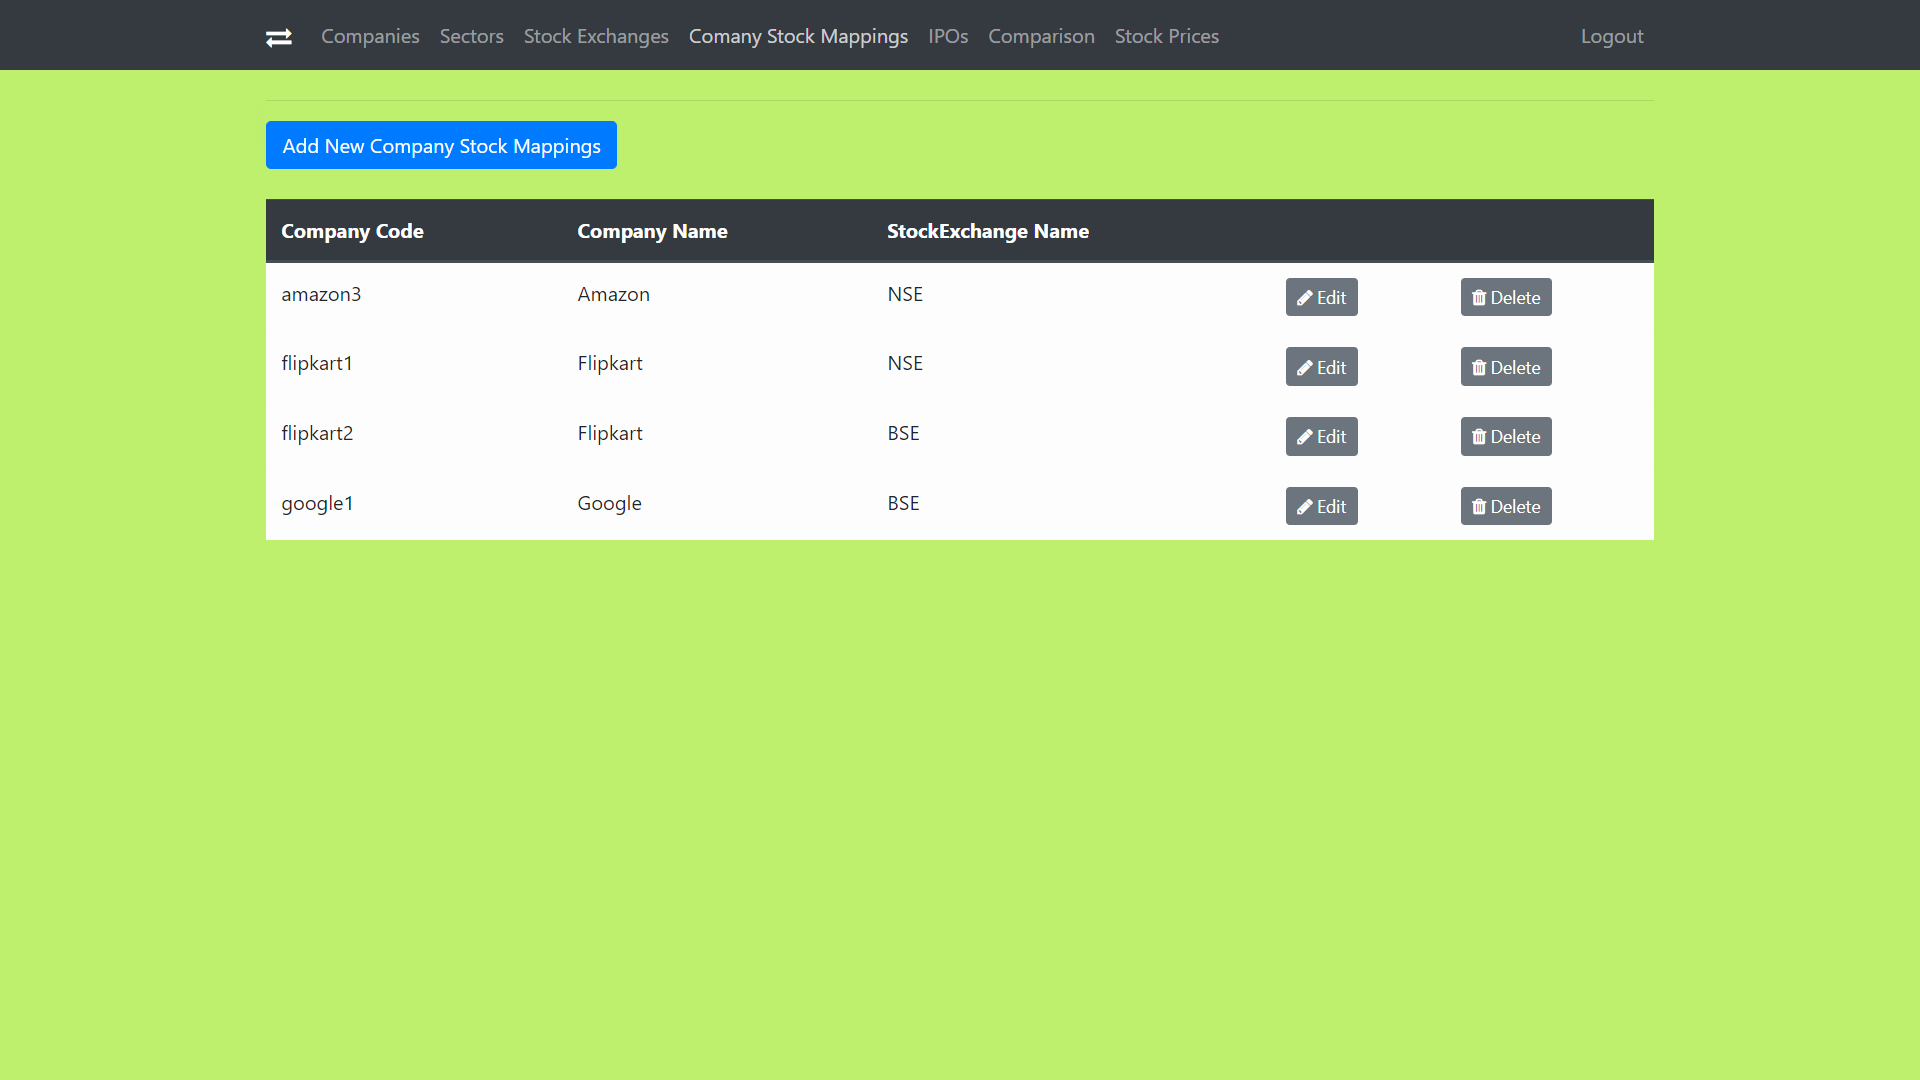 Companies Sectors Stock Exchanges Comany Stock Mappings IPOs Comparison Stock Prices Logout
Add New Company Stock Mappings
Company Code Company Name StockExchange Name
amazon3 Amazon NSE Edit Delete
flipkart1 Flipkart NSE Edit Delete
flipkart2 Flipkart BSE Edit Delete
google1 Google BSE Edit Delete